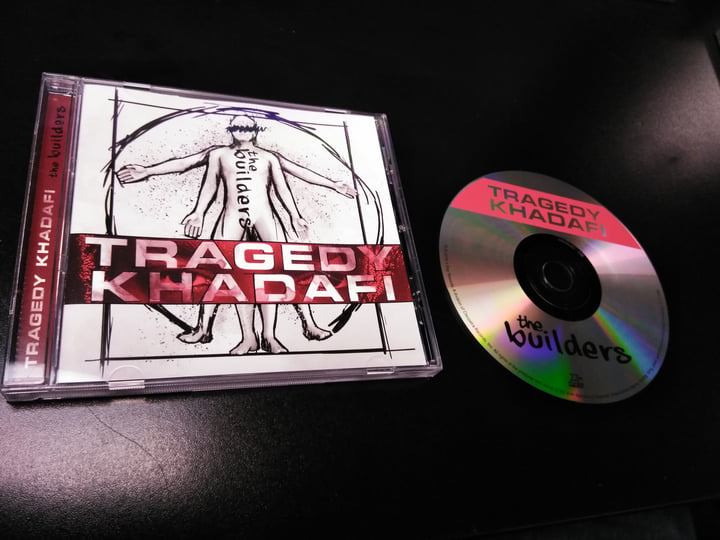 TRAGEDY KHADAFI the builders
the
builders
TRAGEDY
KHADAFI
TRAGEDY
KHADAFI
the
builders